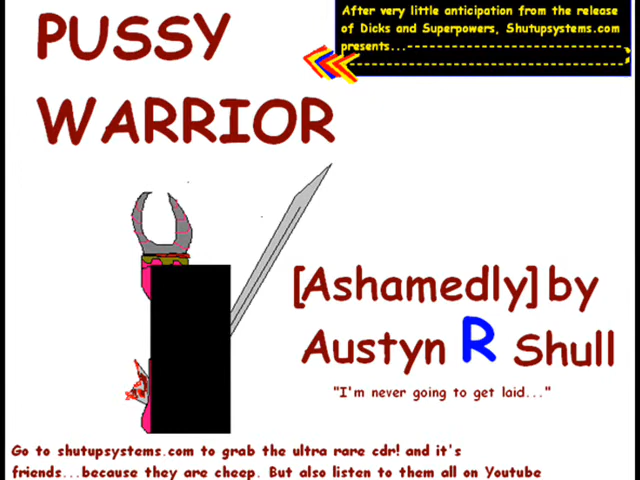 PUSSY
WARRIOR
After very little anticipation from the release
of Dicks and Superpowers, Shutupsystems.com
presents...
[Ashamedly] by
Austyn R Shull
"I'm never going to get laid..."
Go to shutupsystems.com to grab the ultra rare cdr! and it's
friends...because they are cheep. But also listen to them all on Youtube